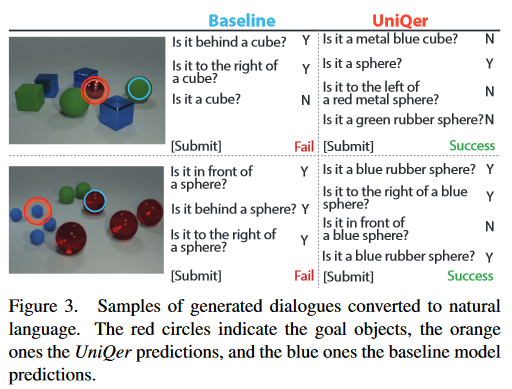 Baseline UniQer
Is it behind a cube? Y Is it a metal blue cube? N
Is it to the right of
a cube? Y Is it a sphere? Y
Is it a cube? N Is it to the left of
a red metal sphere? N
Is it a green rubber sphere? N
[Submit] Fail [Submit] Success
Is it in front of
a sphere? Y Is it a blue rubber sphere? Y
Is it behind a sphere? Y Is it to the right of a blue
sphere? Y
Is it to the right of
a sphere? Y Is it in front of
a blue sphere? N
Is it a blue rubber sphere? Y
[Submit] Fail [Submit] Success
Figure 3. Samples of generated dialogues converted to natural
language. The red circles indicate the goal objects, the orange
ones the UniQer predictions, and the blue ones the baseline model
predictions.